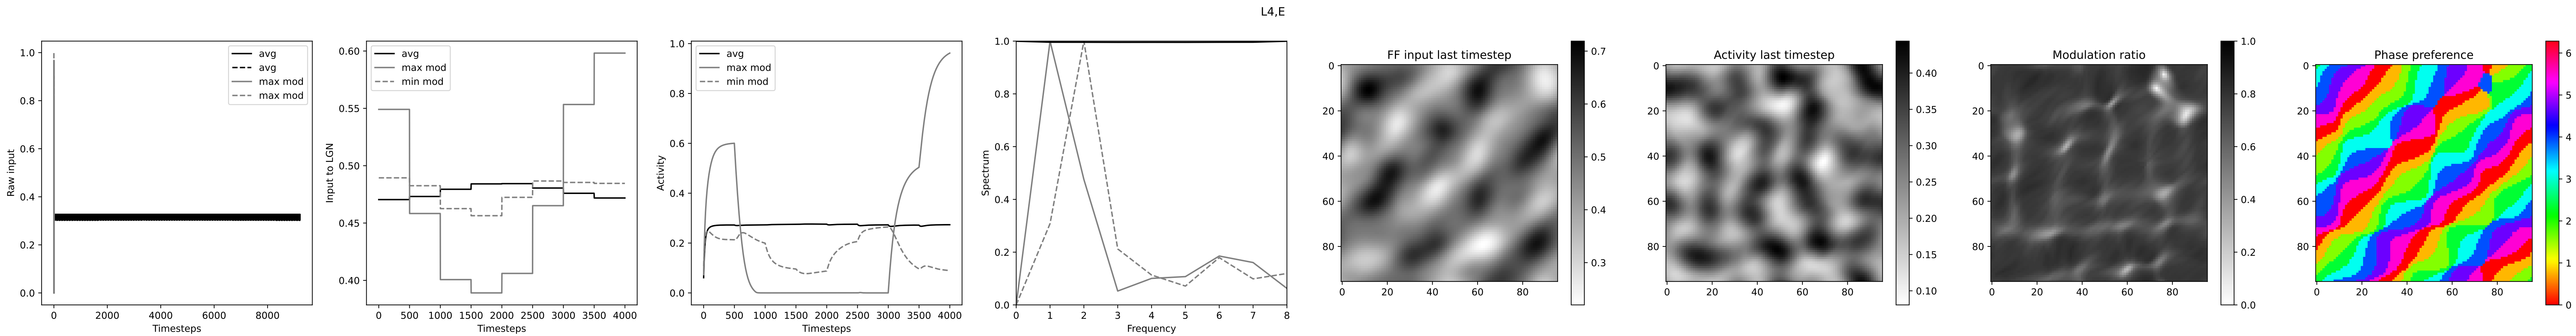 L4,E
Raw input
1.0
0.8
0.6
0.4
0.2
0.0
avg
avg
max mod
max mod
0 2000 4000 6000 8000
Timesteps
Input to LGN
0.60
0.55
0.50
0.45
0.40
avg
max mod
min mod
0 500 1000 1500 2000 2500 3000 3500 4000
Timesteps
Activity
1.0
0.8
0.6
0.4
0.2
0.0
avg
max mod
min mod
0 500 1000 1500 2000 2500 3000 3500 4000
Timesteps
Spectrum
1.0
0.8
0.6
0.4
0.2
0.0
0 1 2 3 4 5 6 7 8
Frequency
FF input last timestep
0
20
40
60
80
0 20 40 60 80
0.7
0.6
0.5
0.4
0.3
Activity last timestep
0
20
40
60
80
0 20 40 60 80
0.40
0.35
0.30
0.25
0.20
0.15
0.10
Modulation ratio
0
20
40
60
80
0 20 40 60 80
1.0
0.8
0.6
0.4
0.2
0.0
Phase preference
0
20
40
60
80
0 20 40 60 80
6
5
4
3
2
1
0